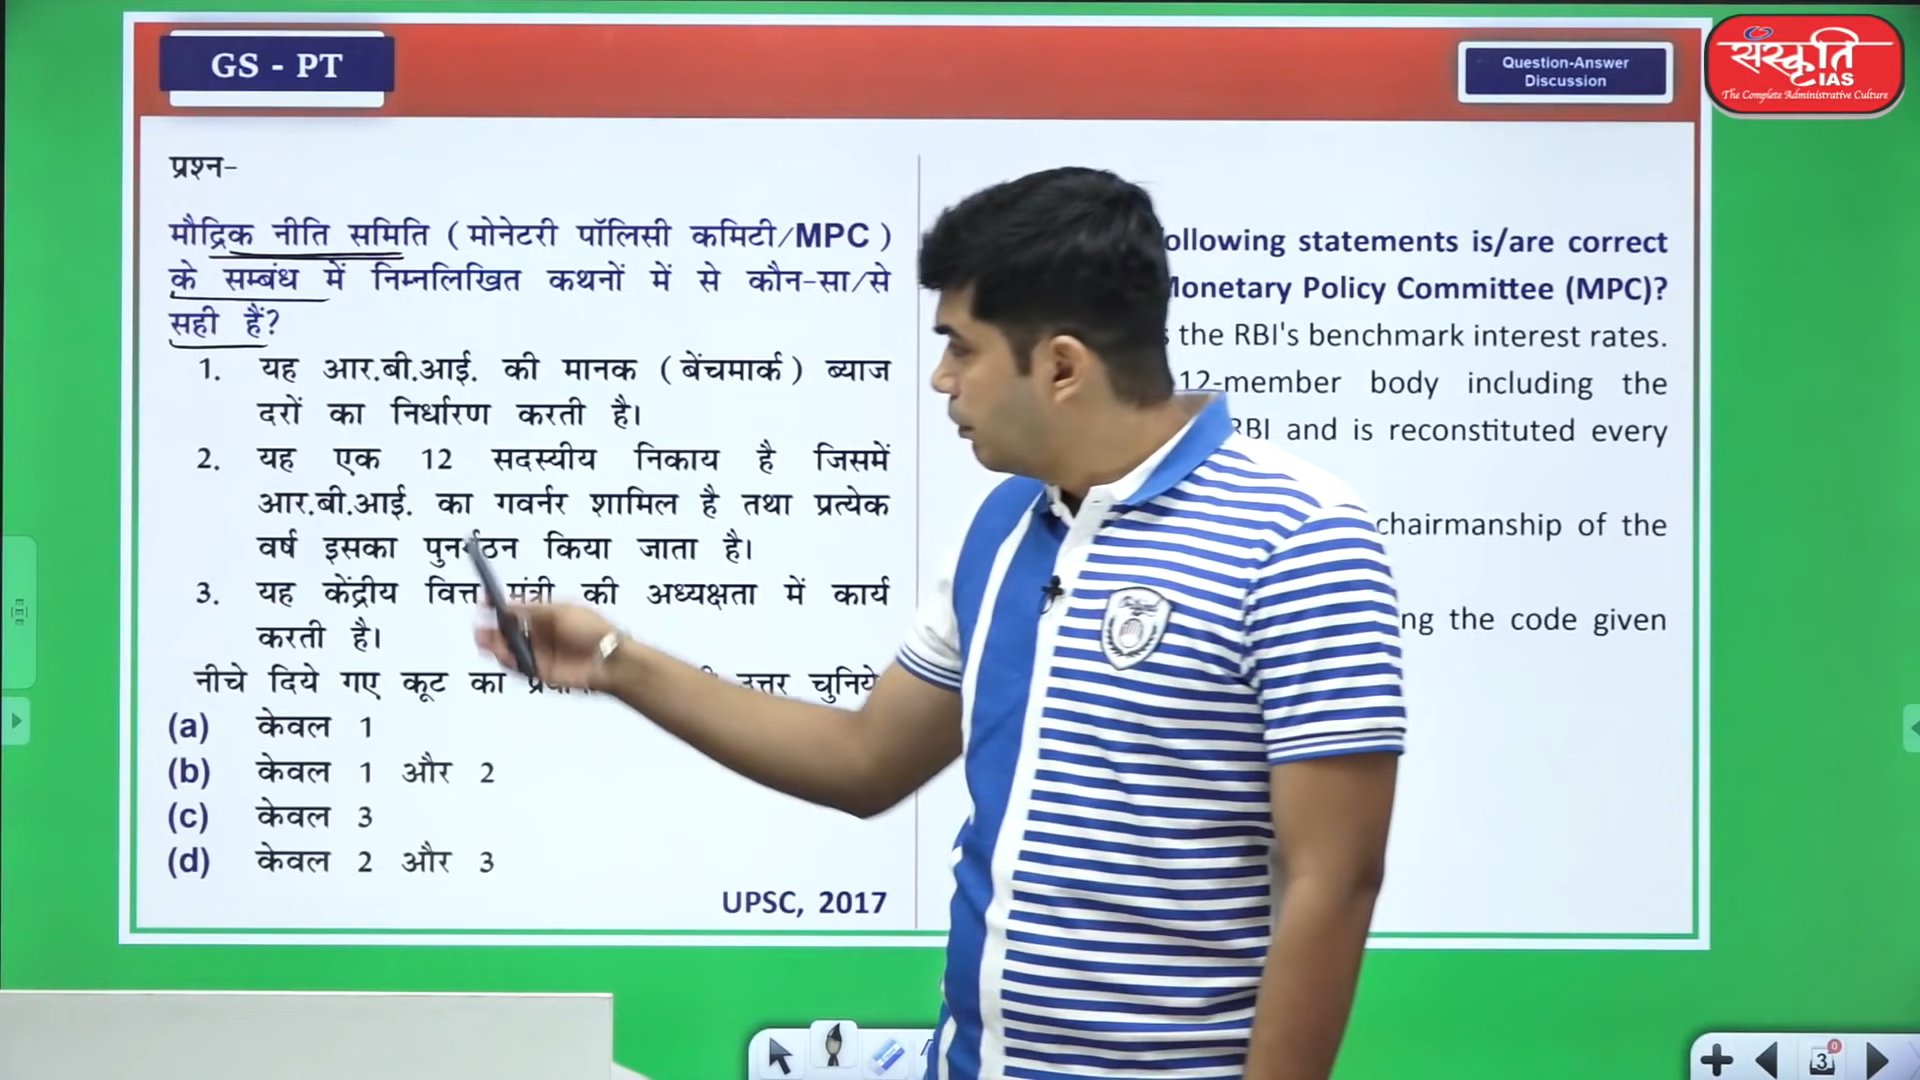 GS - PT
Question-Answer
Discussion
संस्कृति
IAS
The Complete Administrative Culture
प्रश्न-
मौद्रिक नीति समिति (मोनेटरी पॉलिसी कमिटी/MPC)
के सम्बंध में निम्नलिखित कथनों में से कौन-सा/से
सही हैं?
1. यह आर.बी.आई. की मानक (बेंचमार्क) ब्याज
दरों का निर्धारण करती है।
2. यह एक 12 सदस्यीय निकाय है जिसमें
आर.बी.आई. का गवर्नर शामिल है तथा प्रत्येक
वर्ष इसका पुनर्गठन किया जाता है।
3. यह केंद्रीय वित्त मंत्री की अध्यक्षता में कार्य
करती है।
नीचे दिये गए कूट का उत्तर चुनिये
(a) केवल 1
(b) केवल 1 और 2
(c) केवल 3
(d) केवल 2 और 3
UPSC, 2017
following statements is/are correct
Monetary Policy Committee (MPC)?
the RBI's benchmark interest rates.
12-member body including the
RBI and is reconstituted every
chairmanship of the
the code given
3
0